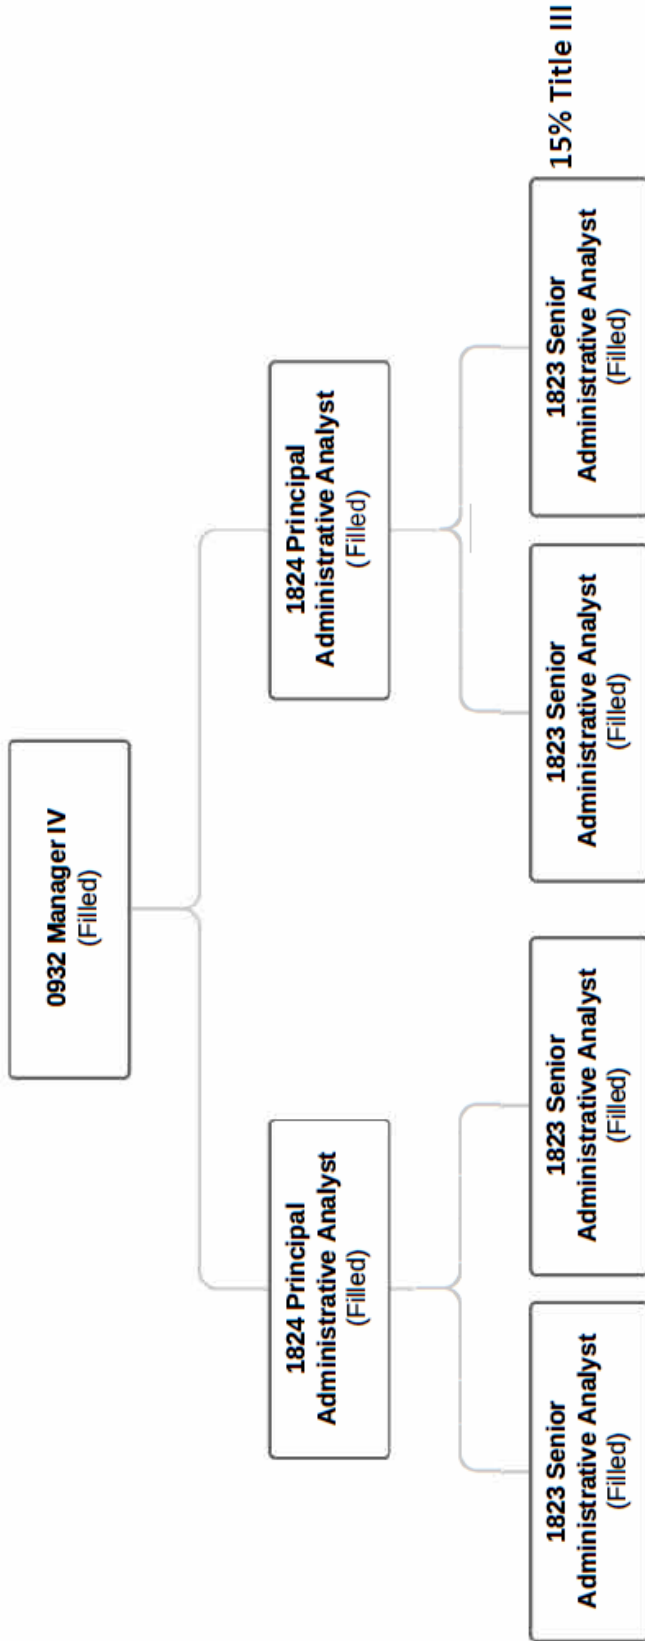 0932 Manager IV
(Filled)
1824 Principal
Administrative Analyst
(Filled)
1824 Principal
Administrative Analyst
(Filled)
1823 Senior
Administrative Analyst
(Filled)
1823 Senior
Administrative Analyst
(Filled)
1823 Senior
Administrative Analyst
(Filled)
1823 Senior
Administrative Analyst
(Filled)
15% Title III